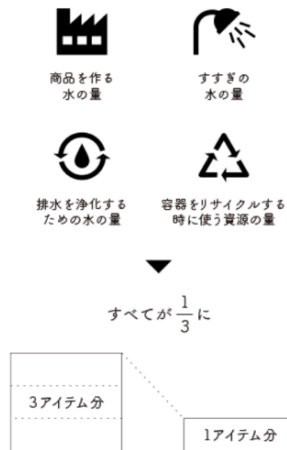 商品を作る
水の量
すすぎの
水の量
排水を浄化する
ための水の量
容器をリサイクルする
時に使う資源の量
すべてが1/3に
3アイテム分
1アイテム分